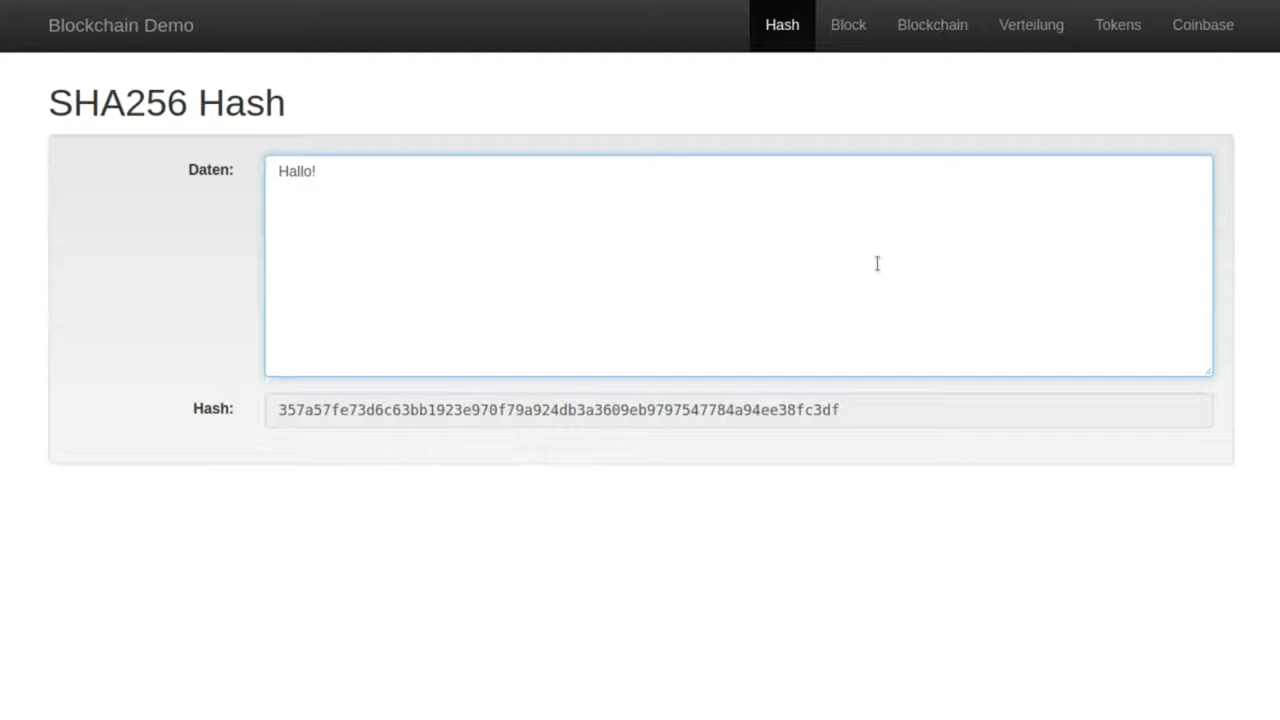 Blockchain Demo
Hash Block Blockchain Verteilung Tokens Coinbase
SHA256 Hash
Daten:
Hallo!
Hash:
357a57fe73d6c63bb1923e970f79a924db3a3609eb9797547784a94ee38fc3df